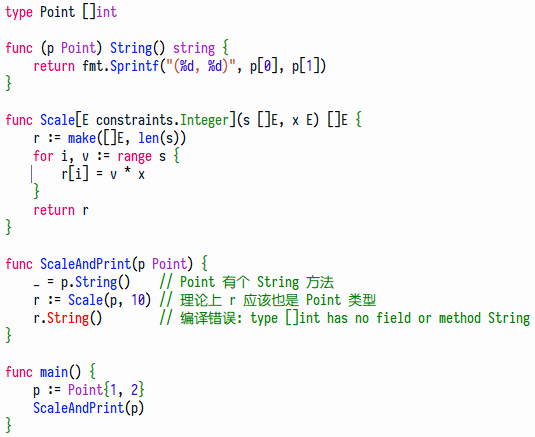 type Point []int
func (p Point) String() string {
    return fmt.Sprintf("(%d, %d)", p[0], p[1])
}
func Scale[E constraints.Integer](s []E, x E) []E {
    r := make([]E, len(s))
    for i, v := range s {
        r[i] = v * x
    }
    return r
}
func ScaleAndPrint(p Point) {
    _ = p.String()    // Point 有个 String 方法
    r := Scale(p, 10) // 理论上 r 应该也是 Point 类型
    r.String()        // 编译错误: type []int has no field or method String
}
func main() {
    p := Point{1, 2}
    ScaleAndPrint(p)
}